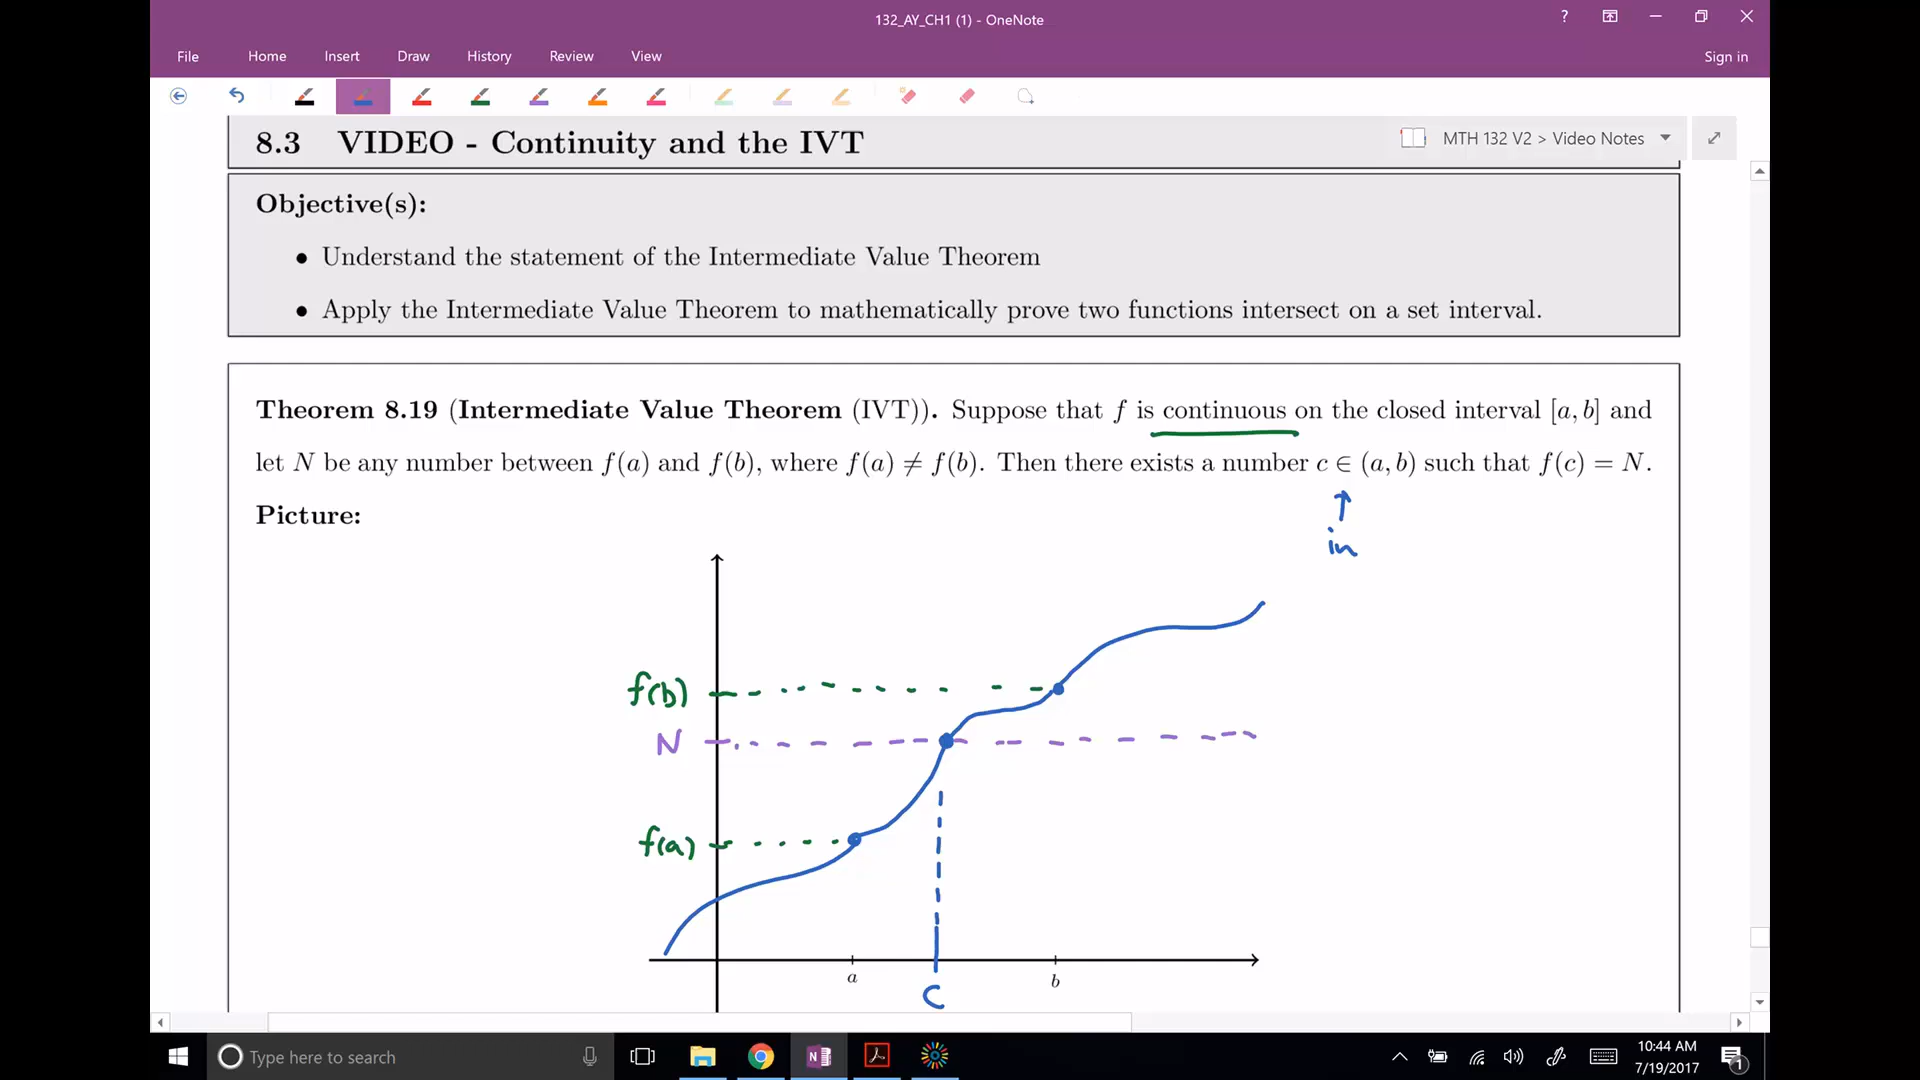 132_AY_CH1 (1) - OneNote
?
File Home Insert Draw History Review View Sign in
8.3 VIDEO - Continuity and the IVT
MTH 132 V2 > Video Notes
Objective(s):
• Understand the statement of the Intermediate Value Theorem
• Apply the Intermediate Value Theorem to mathematically prove two functions intersect on a set interval.
Theorem 8.19 (Intermediate Value Theorem (IVT)). Suppose that f is continuous on the closed interval [a, b] and
let N be any number between f(a) and f(b), where f(a) ≠ f(b). Then there exists a number c ∈ (a, b) such that f(c) = N.
Picture:
in
f(b)
N
f(a)
a
b
C
Type here to search
N
10:44 AM
7/19/2017
1